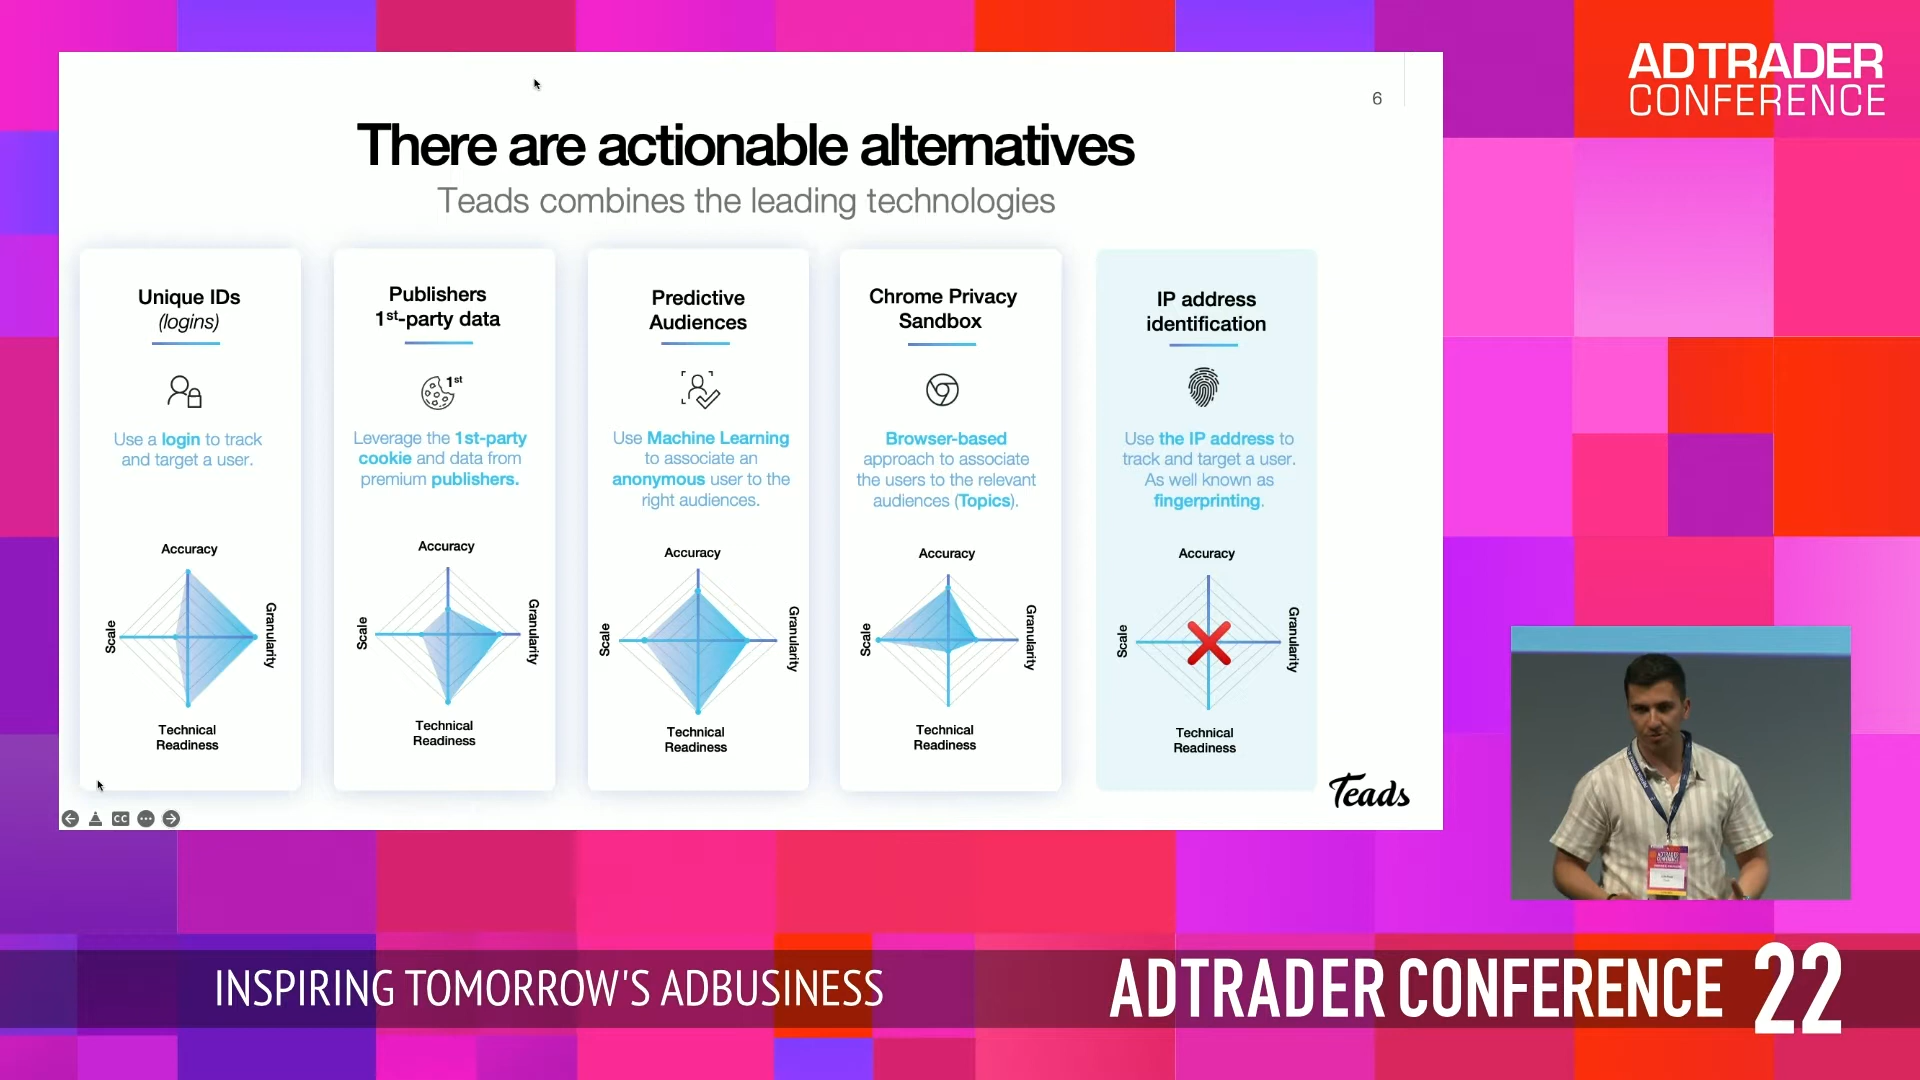 ADTRADER
CONFERENCE
6
There are actionable alternatives
Teads combines the leading technologies
Unique IDs
(logins)
Use a login to track
and target a user.
Accuracy
Scale
Granularity
Technical
Readiness
Publishers
1st-party data
1st
Leverage the 1st-party
cookie and data from
premium publishers.
Accuracy
Scale
Granularity
Technical
Readiness
Predictive
Audiences
Use Machine Learning
to associate an
anonymous user to the
right audiences.
Accuracy
Scale
Granularity
Technical
Readiness
Chrome Privacy
Sandbox
Browser-based
approach to associate
the users to the relevant
audiences (Topics).
Accuracy
Scale
Granularity
Technical
Readiness
IP address
identification
Use the IP address to
track and target a user.
As well known as
fingerprinting.
Accuracy
Scale
Granularity
Technical
Readiness
Teads
CC
ADTRADER
CONFERENCE
INSPIRING TOMORROW'S ADBUSINESS
ADTRADER CONFERENCE 22